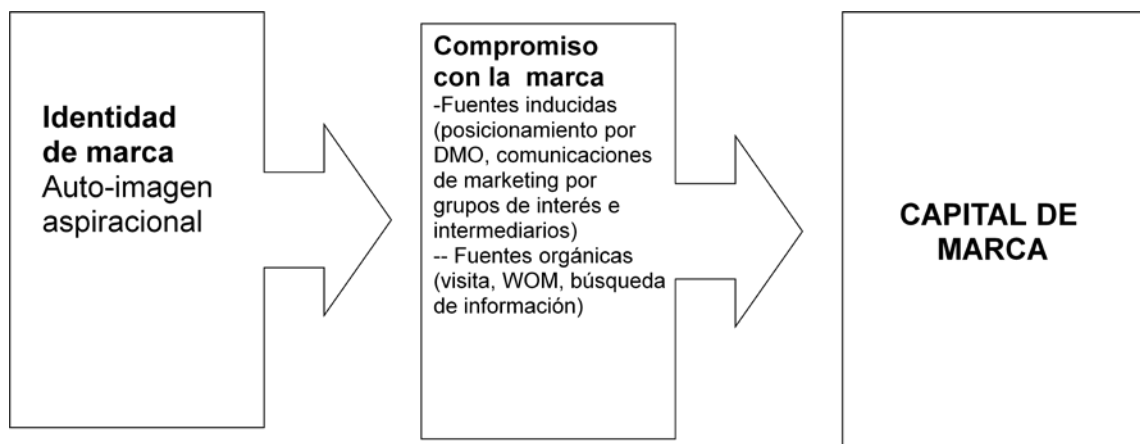 Identidad
de marca
Auto-imagen
aspiracional
Compromiso
con la marca
-Fuentes inducidas
(posicionamiento por
DMO, comunicaciones
de marketing por
grupos de interés e
intermediarios)
-- Fuentes orgánicas
(visita, WOM, búsqueda
de información)
CAPITAL DE
MARCA